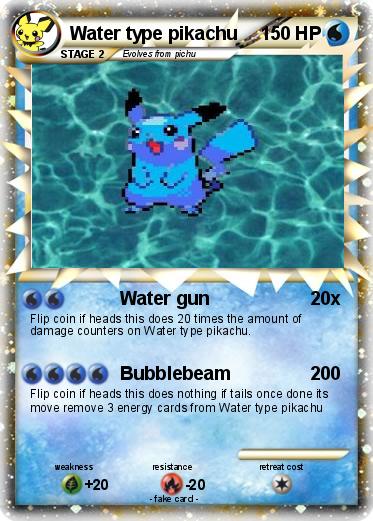 Water type pikachu 150 HP
STAGE 2 Evolves from pichu
Water gun 20x
Flip coin if heads this does 20 times the amount of
damage counters on Water type pikachu.
Bubblebeam 200
Flip coin if heads this does nothing if tails once done its
move remove 3 energy cards from Water type pikachu
weakness resistance retreat cost
+20 -20
- fake card -